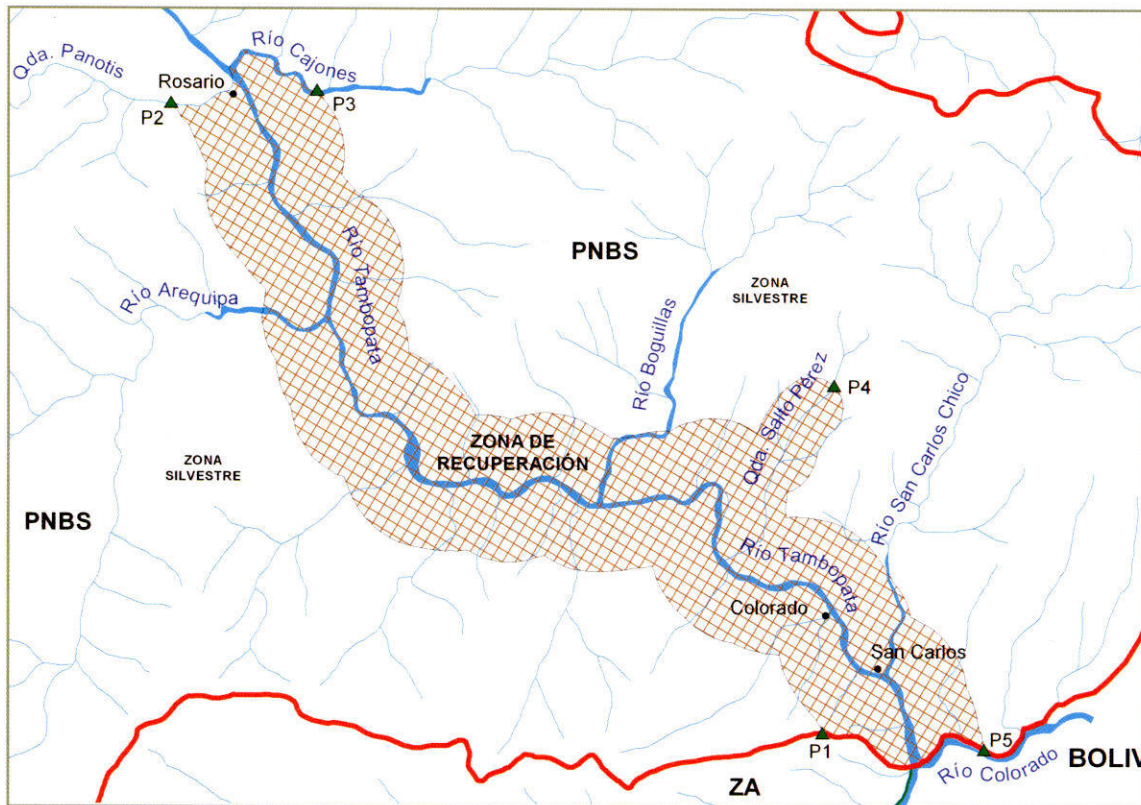 Qda. Panotis
Río Cajones
Rosario
P2
P3
Río Tambopata
PNBS
ZONA
SILVESTRE
Río Arequipa
Río Boguillas
Qda. Salto Pérez
P4
Río San Carlos Chico
ZONA DE
RECUPERACIÓN
ZONA
SILVESTRE
PNBS
Río Tambopata
Colorado
San Carlos
P1
P5
Río Colorado
BOLIV
ZA